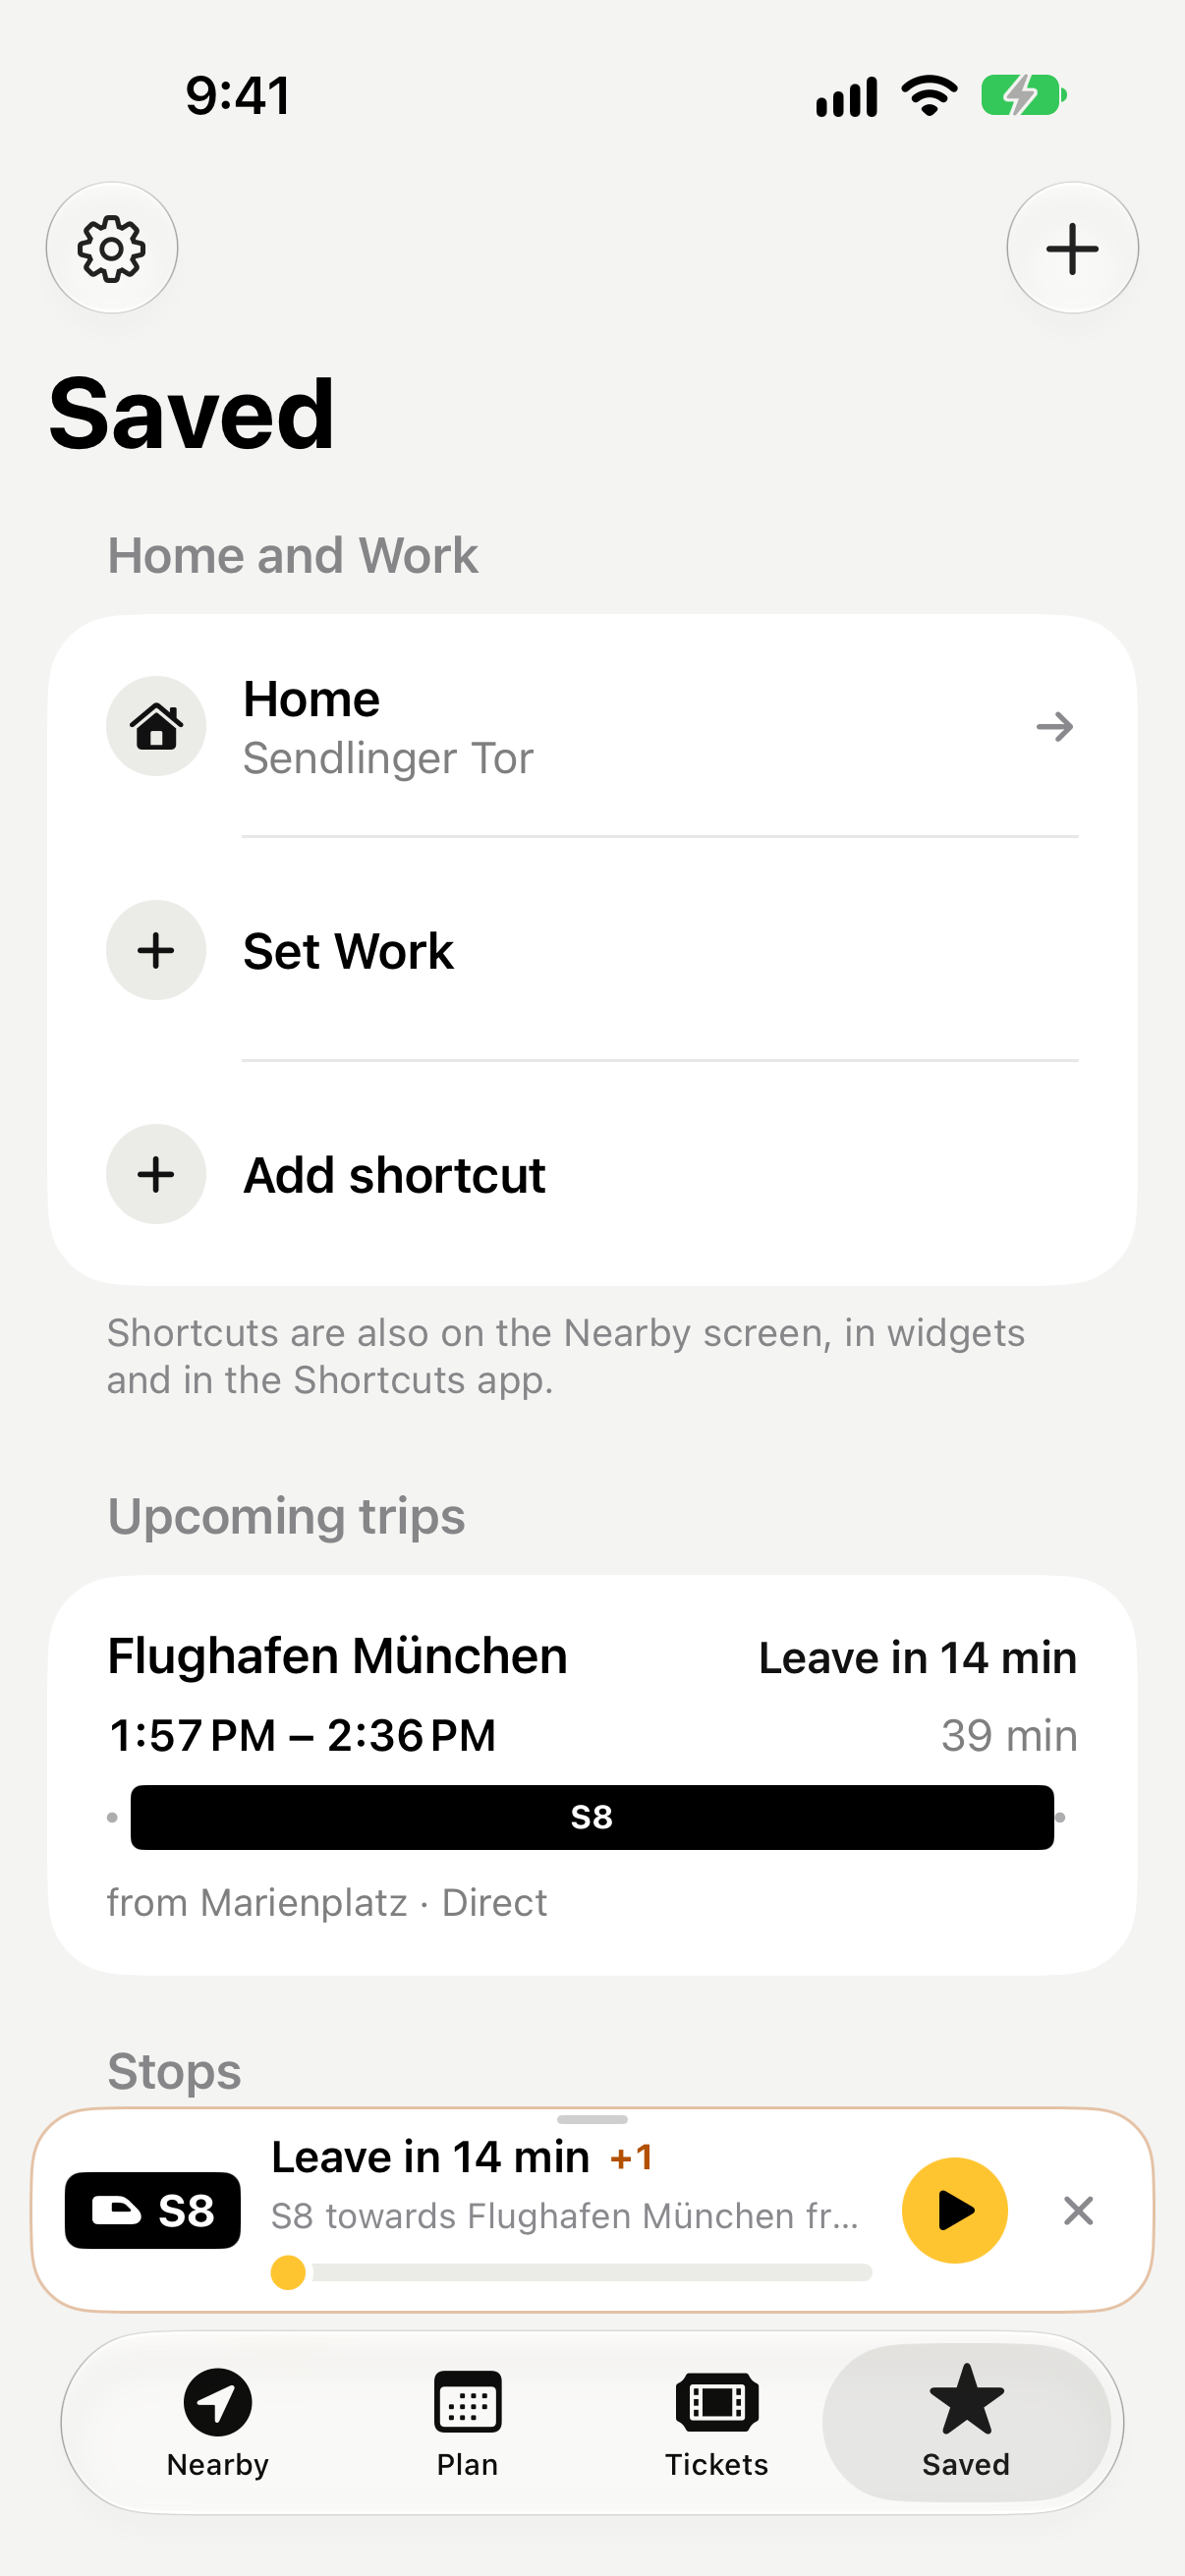 9:41
Saved
Home and Work
Home
Sendlinger Tor
Set Work
Add shortcut
Shortcuts are also on the Nearby screen, in widgets
and in the Shortcuts app.
Upcoming trips
Flughafen München
Leave in 14 min
1:57 PM – 2:36 PM
39 min
S8
from Marienplatz · Direct
Stops
S8
Leave in 14 min +1
S8 towards Flughafen München fr...
Nearby
Plan
Tickets
Saved